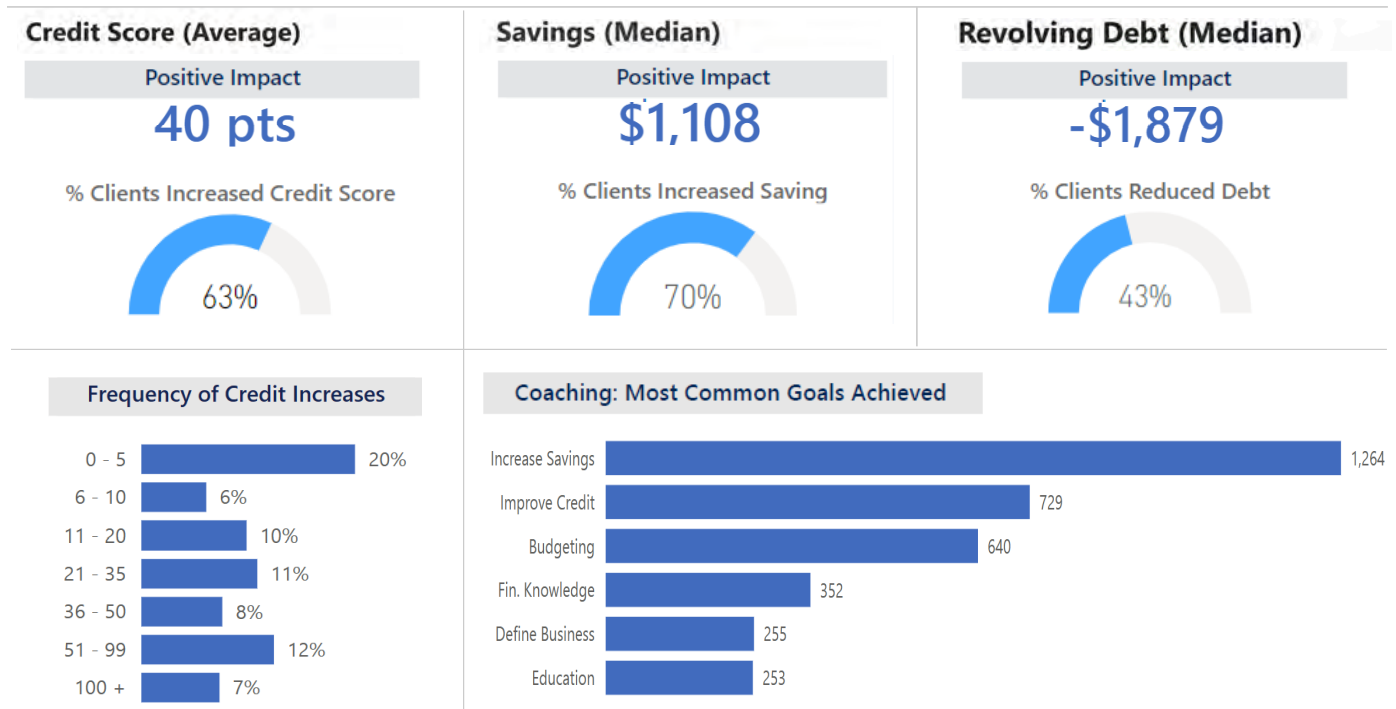 Credit Score (Average)
Positive Impact
40 pts
% Clients Increased Credit Score
63%
Savings (Median)
Positive Impact
$1,108
% Clients Increased Saving
70%
Revolving Debt (Median)
Positive Impact
-$1,879
% Clients Reduced Debt
43%
Frequency of Credit Increases
0 - 5 20%
6 - 10 6%
11 - 20 10%
21 - 35 11%
36 - 50 8%
51 - 99 12%
100 + 7%
Coaching: Most Common Goals Achieved
Increase Savings 1,264
Improve Credit 729
Budgeting 640
Fin. Knowledge 352
Define Business 255
Education 253